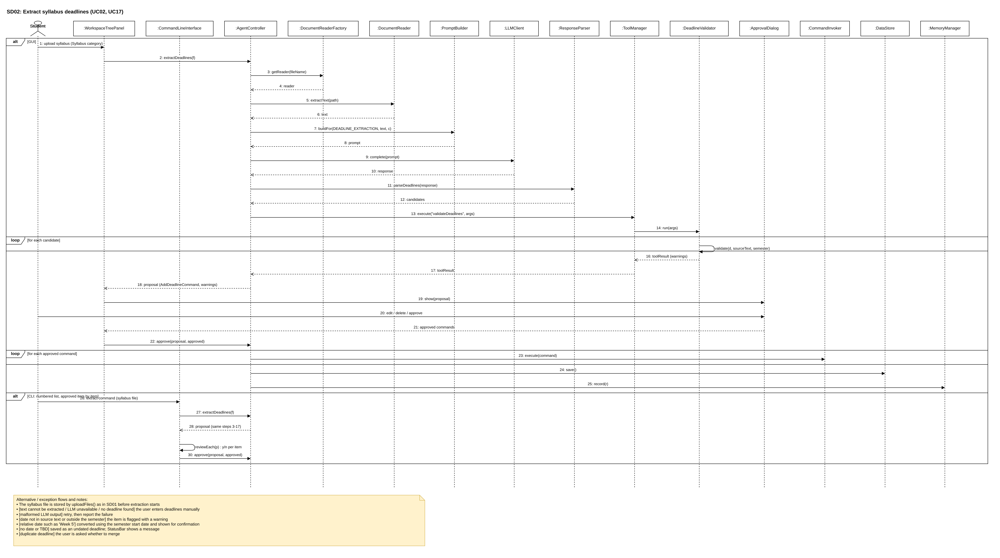 SD02: Extract syllabus deadlines (UC02, UC17)
Student
:WorkspaceTreePanel
:CommandLineInterface
:AgentController
:DocumentReaderFactory
:DocumentReader
:PromptBuilder
:LLMClient
:ResponseParser
:ToolManager
:DeadlineValidator
:ApprovalDialog
:CommandInvoker
:DataStore
:MemoryManager
alt
[GUI]
1: upload syllabus (Syllabus category)
2: extractDeadlines(f)
3: getReader(fileName)
4: reader
5: extractText(path)
6: text
7: buildFor(DEADLINE_EXTRACTION, text, c)
8: prompt
9: complete(prompt)
10: response
11: parseDeadlines(response)
12: candidates
13: execute("validateDeadlines", args)
14: run(args)
loop
[for each candidate]
validate(d, sourceText, semester)
16: toolResult (warnings)
17: toolResult
18: proposal (AddDeadlineCommand, warnings)
19: show(proposal)
20: edit / delete / approve
21: approved commands
22: approve(proposal, approved)
loop
[for each approved command]
23: execute(command)
24: save()
25: record(r)
alt
[CLI: numbered list, approved item by item]
26: extract command (syllabus file)
27: extractDeadlines(f)
28: proposal (same steps 3-17)
reviewEach(p) : y/n per item
30: approve(proposal, approved)
Alternative / exception flows and notes:
• The syllabus file is stored by uploadFiles() as in SD01 before extraction starts
• [text cannot be extracted / LLM unavailable / no deadline found] the user enters deadlines manually
• [malformed LLM output] retry, then report the failure
• [date not in source text or outside the semester] the item is flagged with a warning
• [relative date such as 'Week 5'] converted using the semester start date and shown for confirmation
• [no date or TBD] saved as an undated deadline; StatusBar shows a message
• [duplicate deadline] the user is asked whether to merge